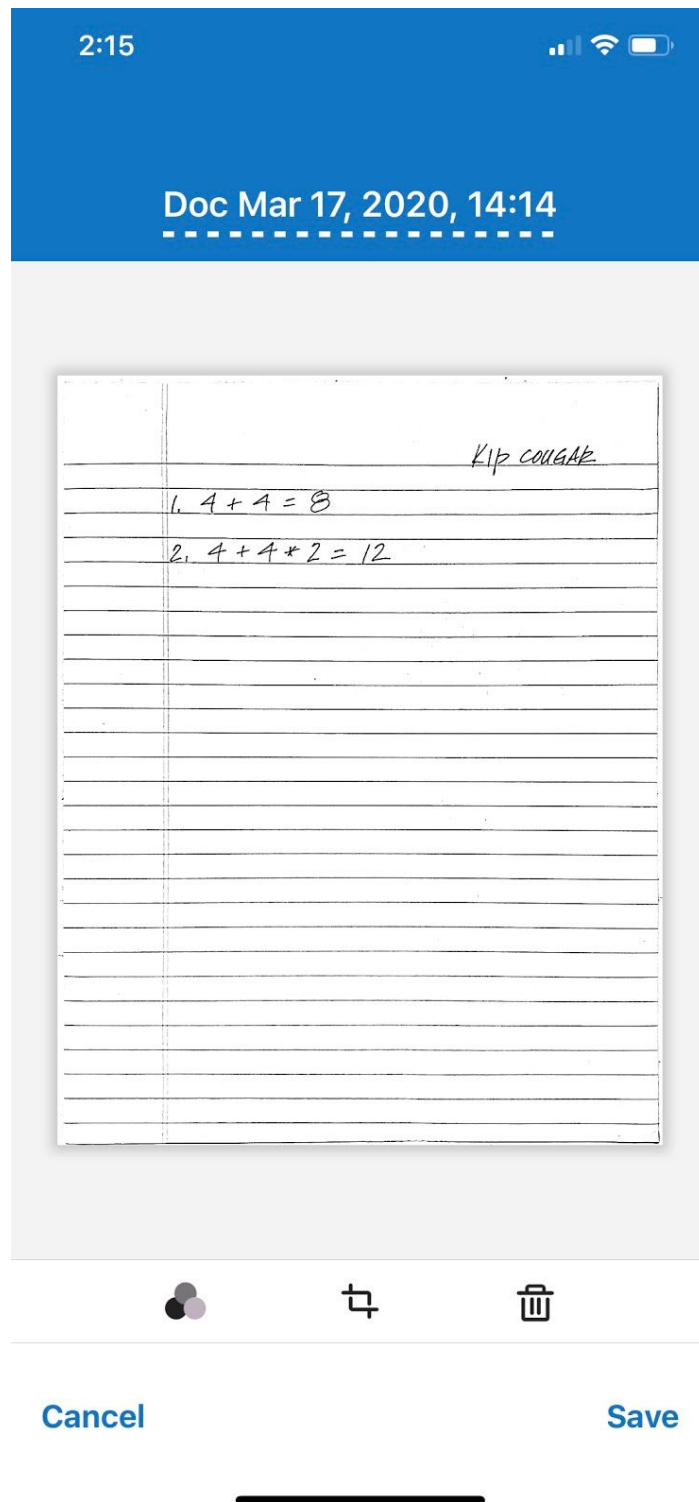 2:15
Doc Mar 17, 2020, 14:14
KIP COUGAR
1. 4 + 4 = 8
2. 4 + 4 * 2 = 12
Cancel
Save